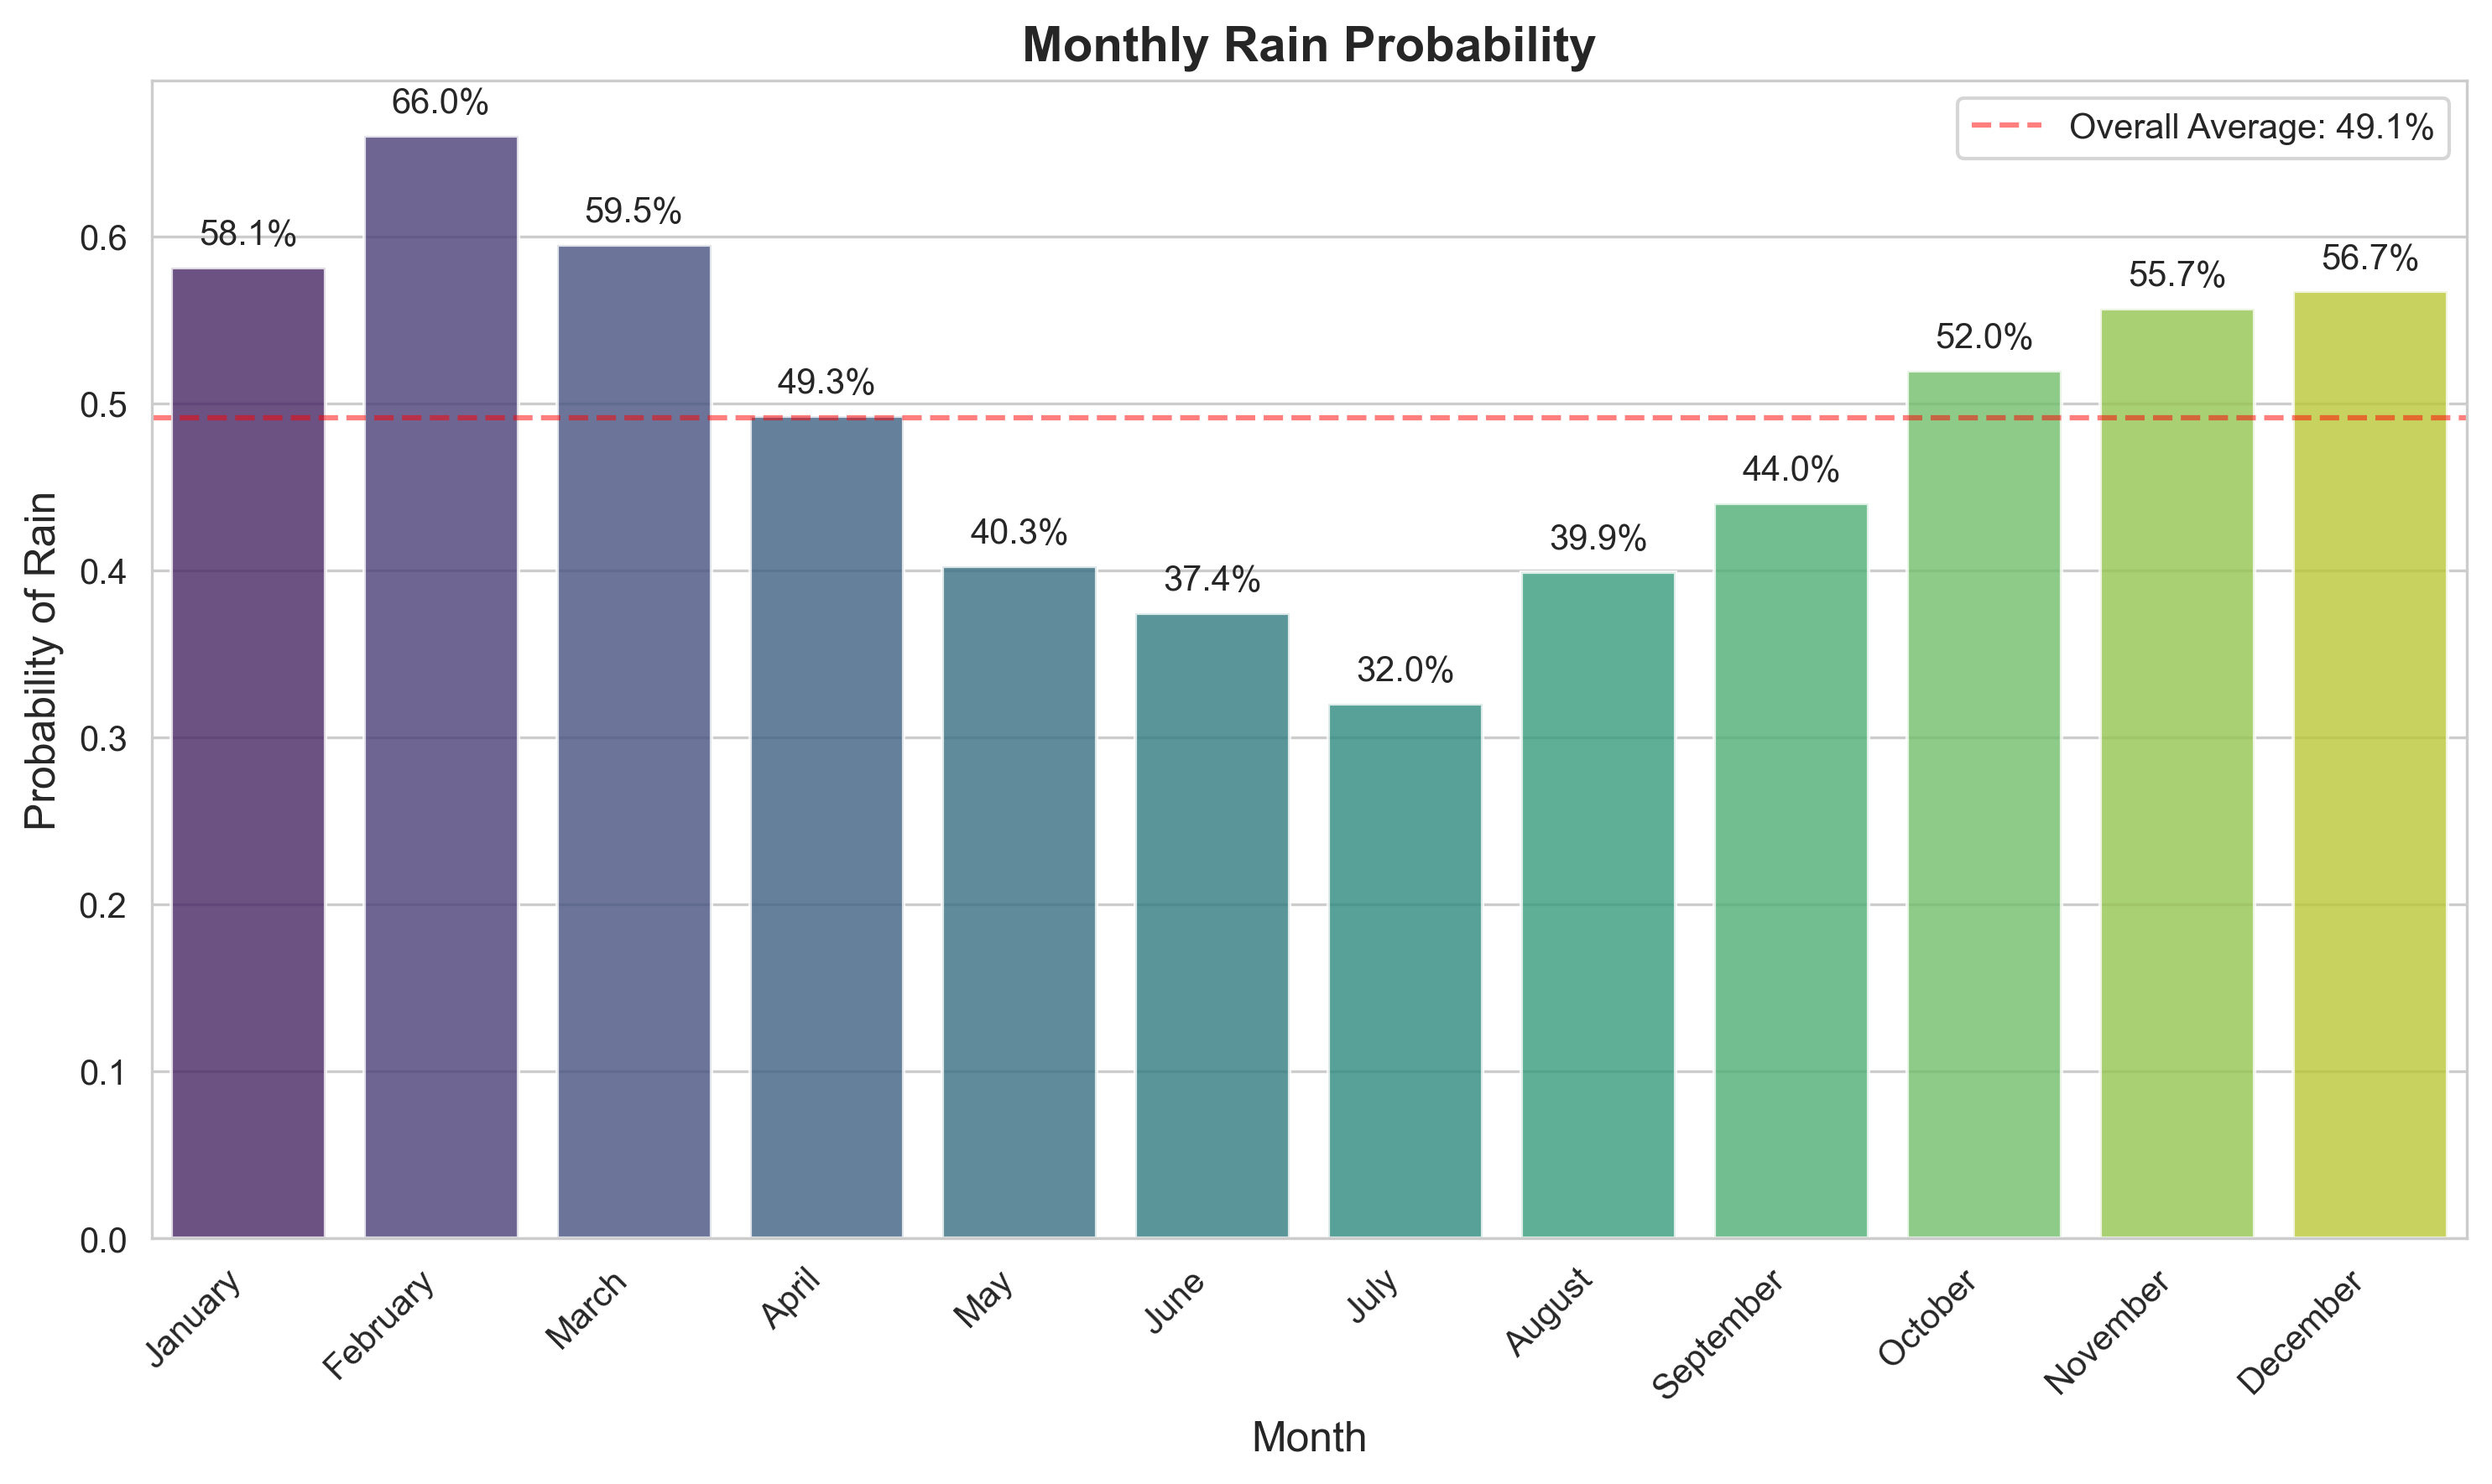 Monthly Rain Probability
Overall Average: 49.1%
Probability of Rain
0.6
0.5
0.4
0.3
0.2
0.1
0.0
58.1%
66.0%
59.5%
49.3%
40.3%
37.4%
32.0%
39.9%
44.0%
52.0%
55.7%
56.7%
January
February
March
April
May
June
July
August
September
October
November
December
Month